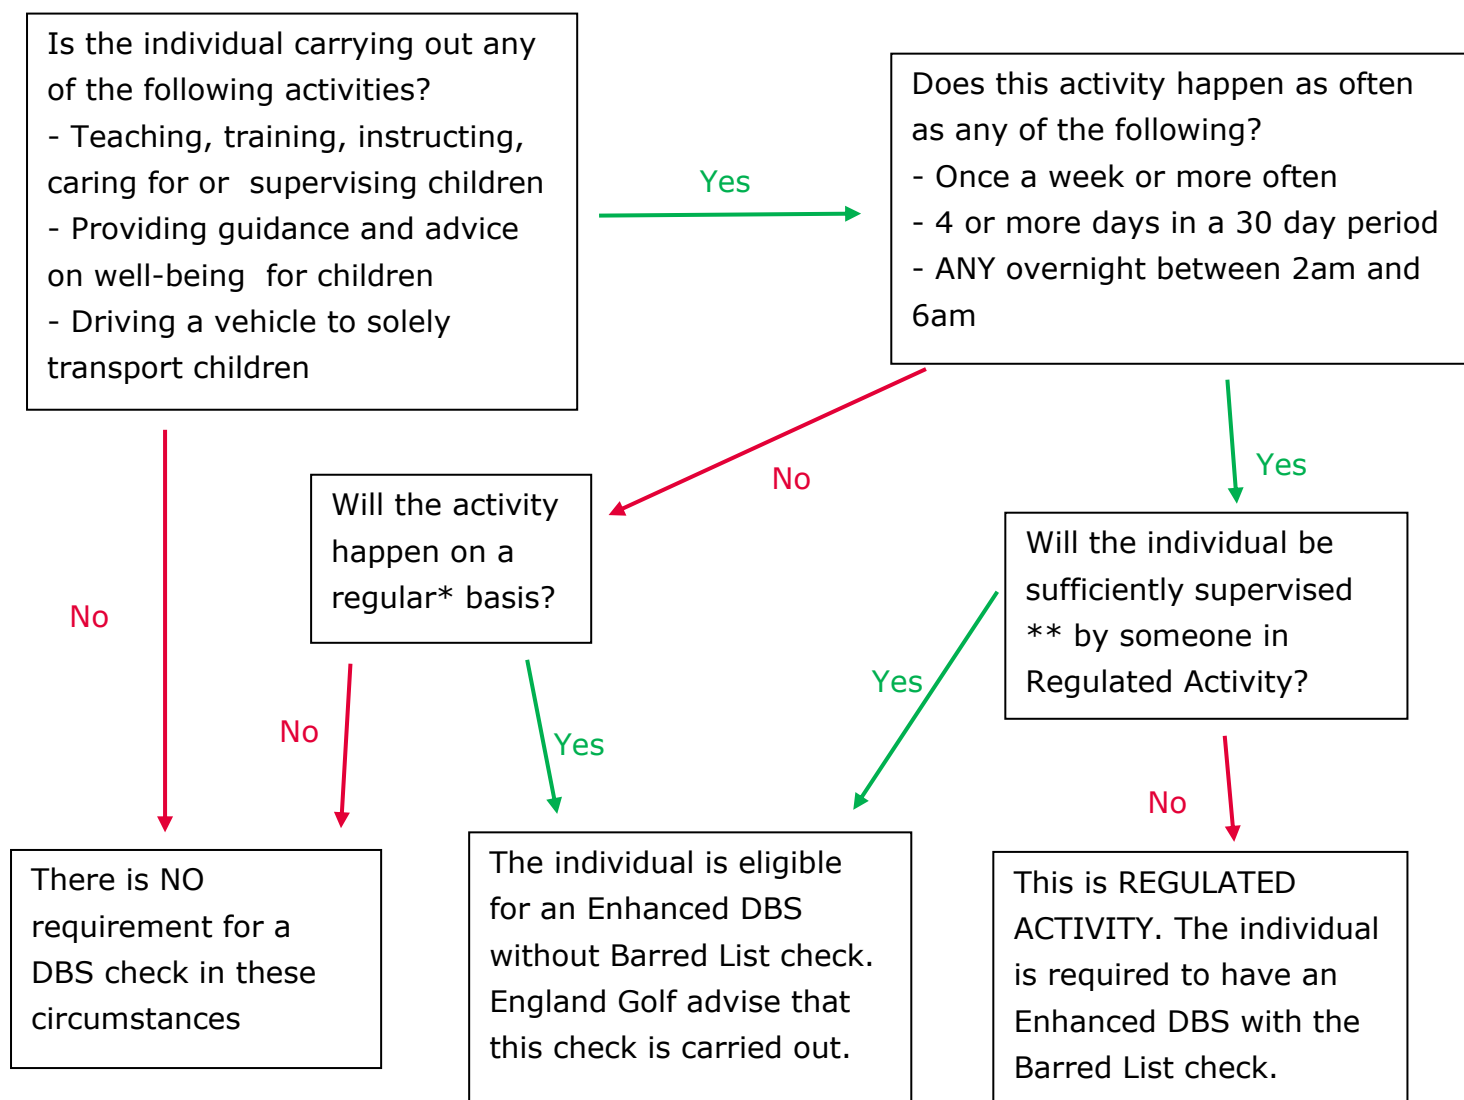 Is the individual carrying out any
of the following activities?
- Teaching, training, instructing,
caring for or  supervising children
- Providing guidance and advice
on well-being  for children
- Driving a vehicle to solely
transport children
Yes
Does this activity happen as often
as any of the following?
- Once a week or more often
- 4 or more days in a 30 day period
- ANY overnight between 2am and
6am
No
No
Yes
Will the activity
happen on a
regular* basis?
Will the individual be
sufficiently supervised
** by someone in
Regulated Activity?
No
Yes
Yes
No
There is NO
requirement for a
DBS check in these
circumstances
The individual is eligible
for an Enhanced DBS
without Barred List check.
England Golf advise that
this check is carried out.
This is REGULATED
ACTIVITY. The individual
is required to have an
Enhanced DBS with the
Barred List check.